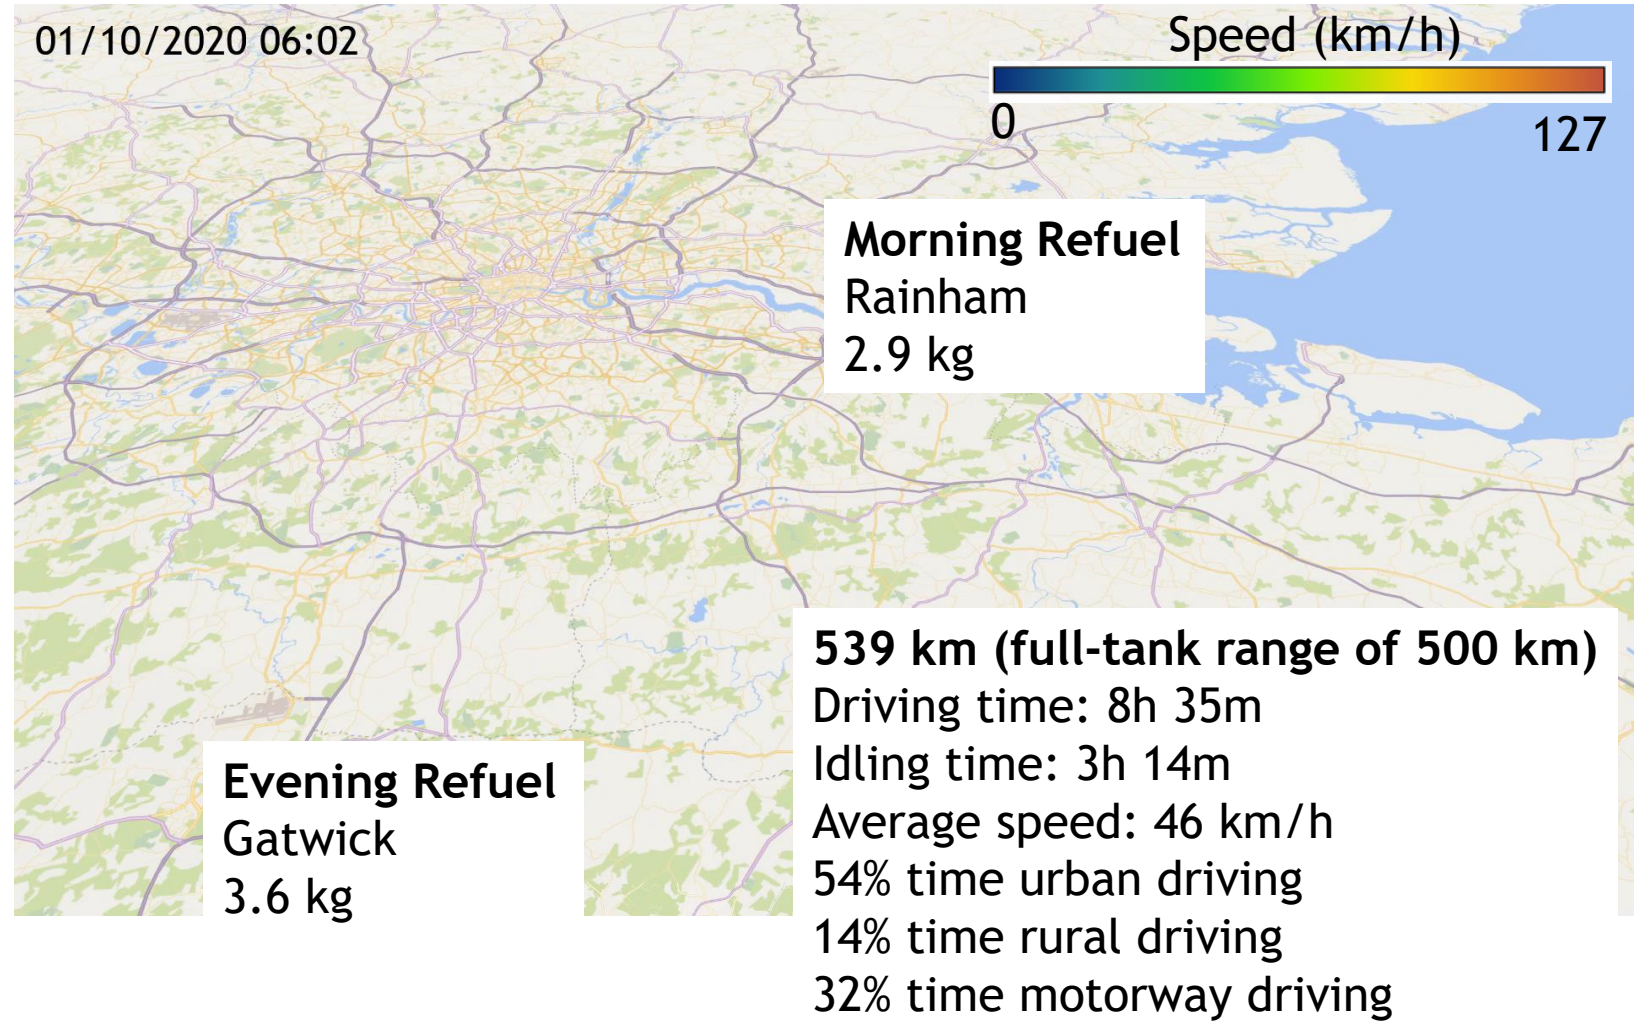 01/10/2020 06:02
Speed (km/h)
0
127
Morning Refuel
Rainham
2.9 kg
Evening Refuel
Gatwick
3.6 kg
539 km (full-tank range of 500 km)
Driving time: 8h 35m
Idling time: 3h 14m
Average speed: 46 km/h
54% time urban driving
14% time rural driving
32% time motorway driving